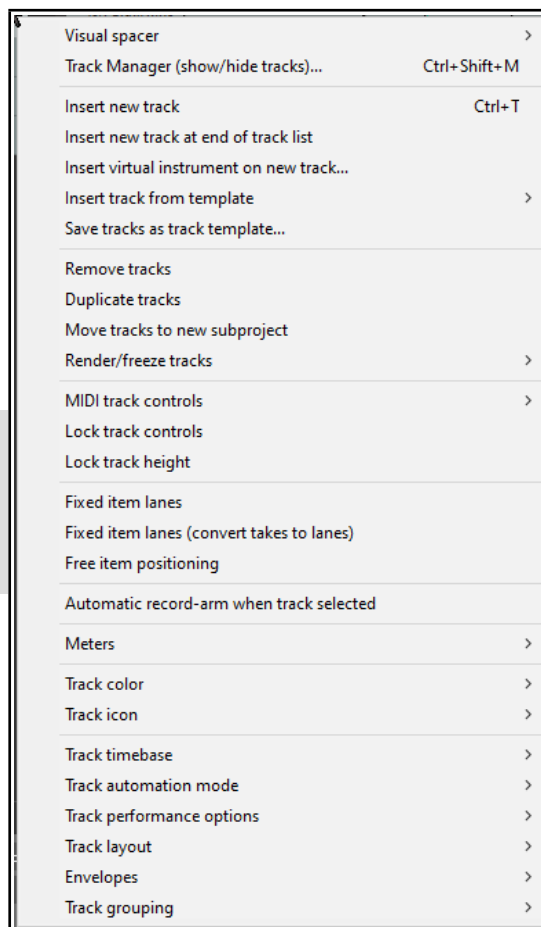 Visual spacer
Track Manager (show/hide tracks)... Ctrl+Shift+M
Insert new track Ctrl+T
Insert new track at end of track list
Insert virtual instrument on new track...
Insert track from template
Save tracks as track template...
Remove tracks
Duplicate tracks
Move tracks to new subproject
Render/freeze tracks
MIDI track controls
Lock track controls
Lock track height
Fixed item lanes
Fixed item lanes (convert takes to lanes)
Free item positioning
Automatic record-arm when track selected
Meters
Track color
Track icon
Track timebase
Track automation mode
Track performance options
Track layout
Envelopes
Track grouping